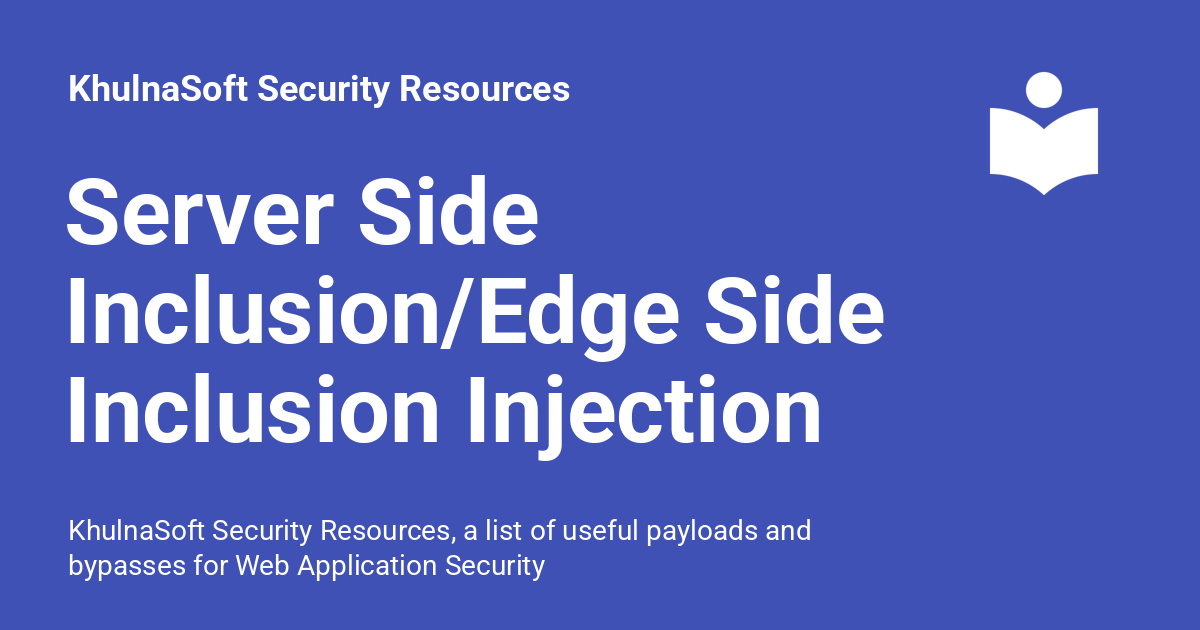 KhulnaSoft Security Resources
Server Side
Inclusion/Edge Side
Inclusion Injection
KhulnaSoft Security Resources, a list of useful payloads and
bypasses for Web Application Security